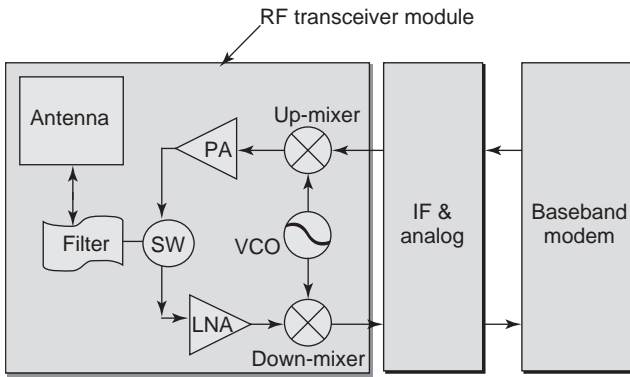 RF transceiver module
Antenna
Up-mixer
PA
Filter
SW
VCO
IF &
analog
Baseband
modem
LNA
Down-mixer